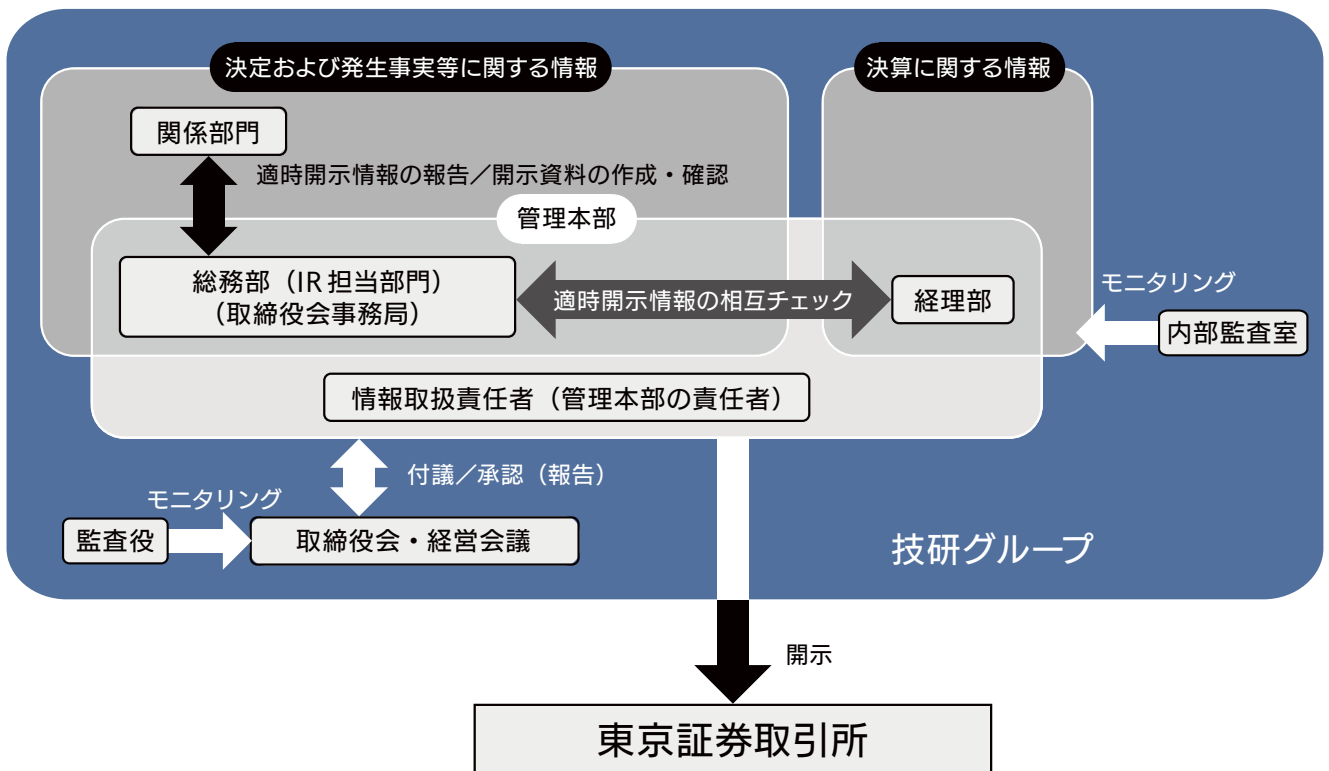 決定および発生事実等に関する情報
決算に関する情報
関係部門
適時開示情報の報告／開示資料の作成・確認
管理本部
総務部（IR 担当部門）
（取締役会事務局）
適時開示情報の相互チェック
経理部
モニタリング
内部監査室
情報取扱責任者（管理本部の責任者）
付議／承認（報告）
モニタリング
監査役
取締役会・経営会議
技研グループ
開示
東京証券取引所